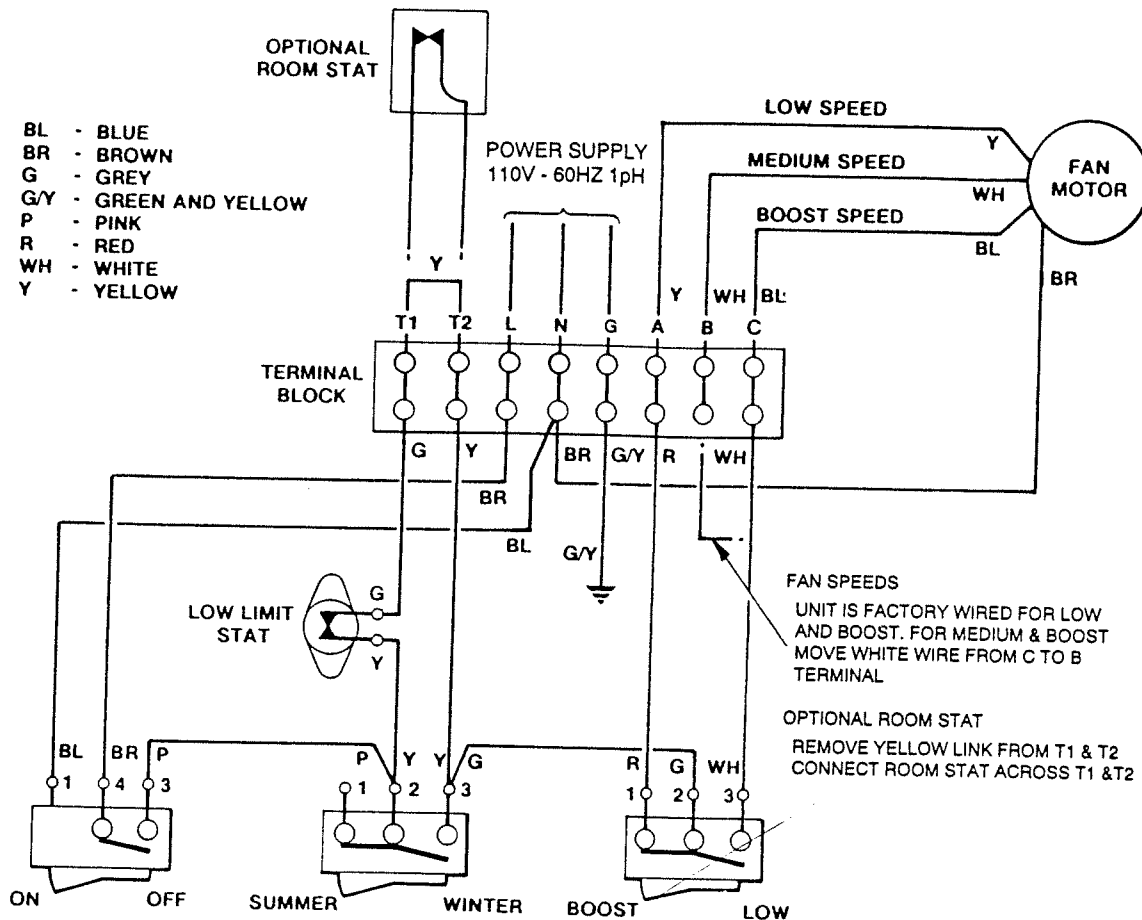 OPTIONAL
ROOM STAT
BL - BLUE
BR - BROWN
G - GREY
G/Y - GREEN AND YELLOW
P - PINK
R - RED
WH - WHITE
Y - YELLOW
POWER SUPPLY
110V - 60HZ 1pH
LOW SPEED
Y
MEDIUM SPEED
WH
BOOST SPEED
BL
FAN
MOTOR
BR
Y
Y WH BL
T1 T2 L N G A B C
TERMINAL
BLOCK
G Y BR G/Y R WH
BR
BL
G/Y
LOW LIMIT
STAT
G
Y
FAN SPEEDS
UNIT IS FACTORY WIRED FOR LOW
AND BOOST. FOR MEDIUM & BOOST
MOVE WHITE WIRE FROM C TO B
TERMINAL
OPTIONAL ROOM STAT
REMOVE YELLOW LINK FROM T1 & T2
CONNECT ROOM STAT ACROSS T1 &T2
BL BR P
1 4 3
P Y Y G
1 2 3
R G WH
1 2 3
ON OFF
SUMMER WINTER
BOOST LOW